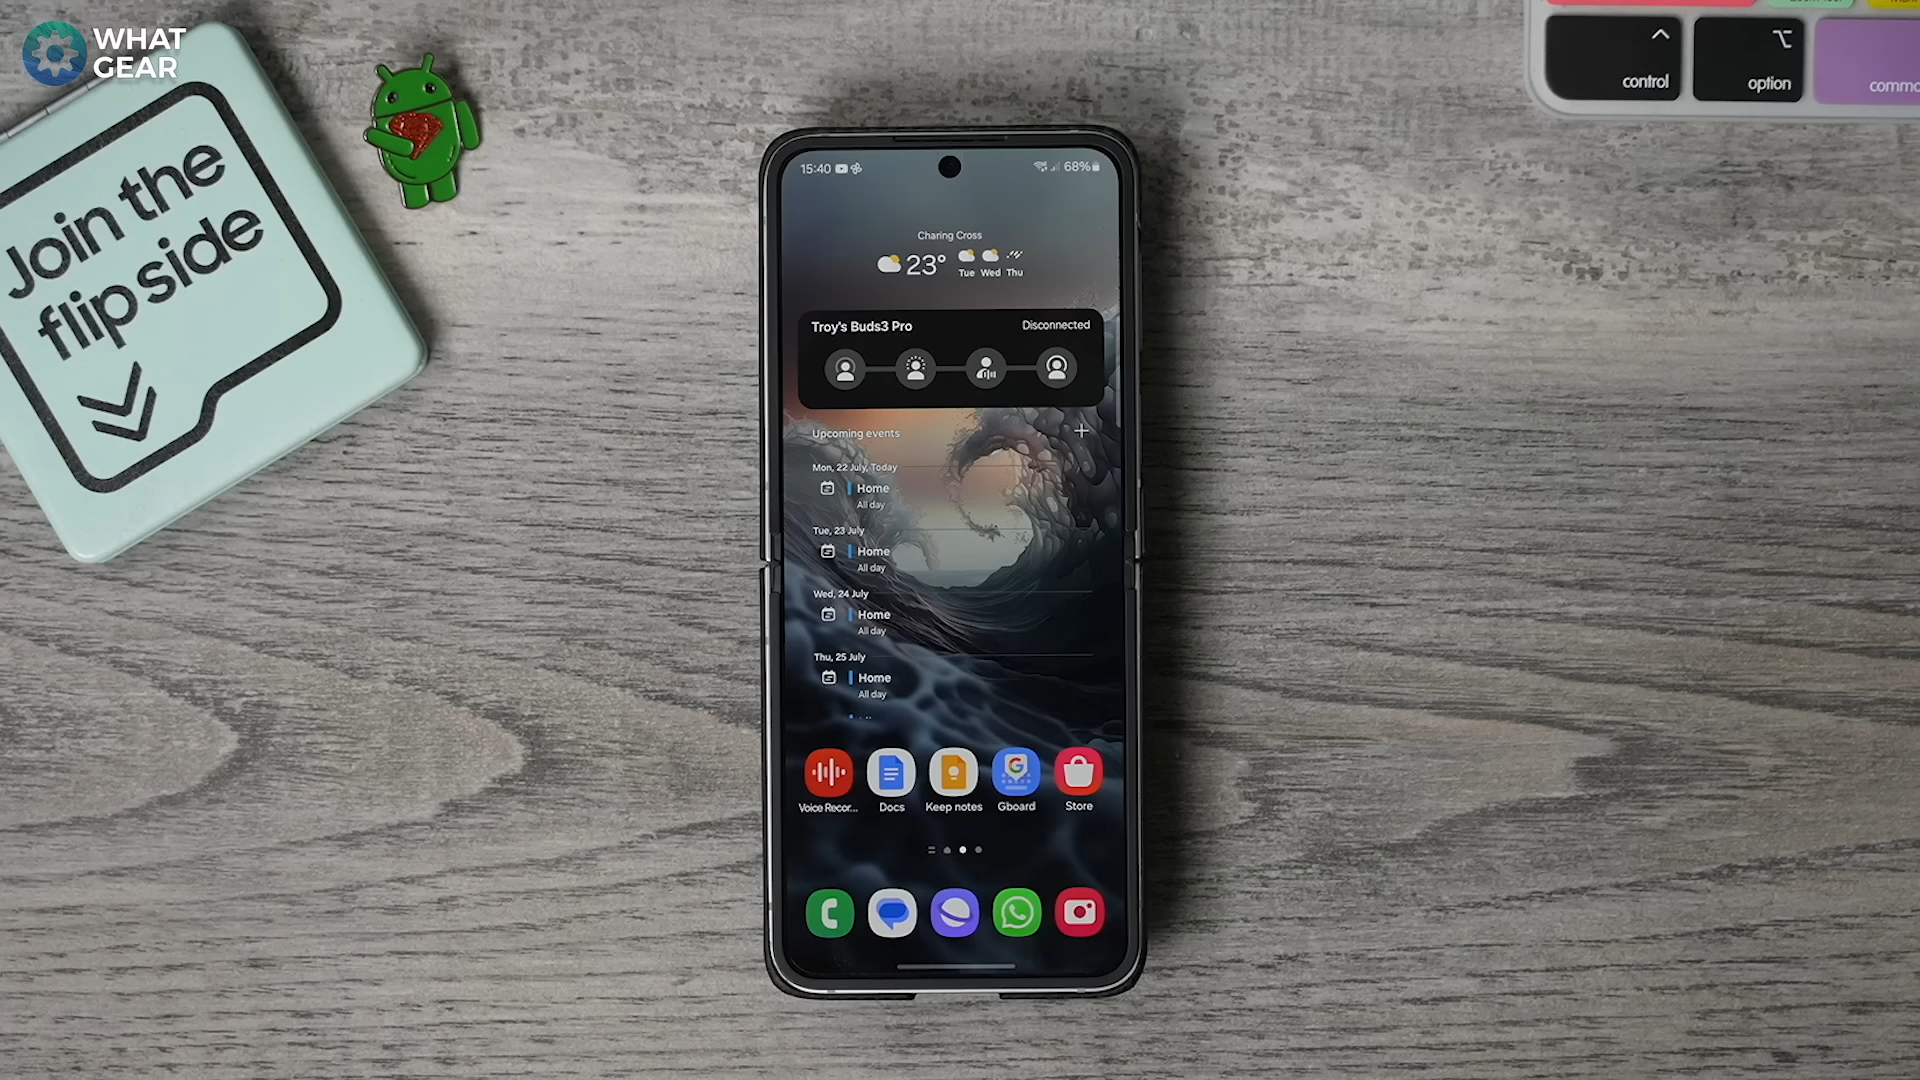 WHAT
GEAR
Join the
flip side
control
option
15:40
68%
Charing Cross
23°
Tue Wed Thu
Troy's Buds3 Pro
Disconnected
Upcoming events
Mon, 22 July, Today
Home
All day
Tue, 23 July
Home
All day
Wed, 24 July
Home
All day
Thu, 25 July
Home
All day
Voice Recor... Docs Keep notes Gboard Store